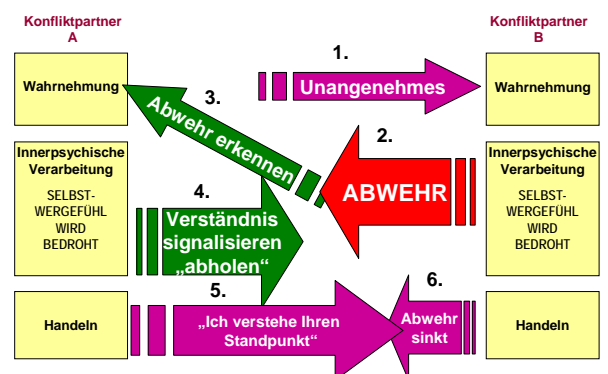 Konfliktpartner
A
Konfliktpartner
B
1.
Unangenehmes
Wahrnehmung
Wahrnehmung
3.
Abwehr erkennen
2.
ABWEHR
Innerpsychische
Verarbeitung
SELBST-
WERGEFÜHL
WIRD
BEDROHT
Innerpsychische
Verarbeitung
SELBST-
WERGEFÜHL
WIRD
BEDROHT
4.
Verständnis
signalisieren
„abholen“
5.
„Ich verstehe Ihren
Standpunkt“
6.
Abwehr
sinkt
Handeln
Handeln